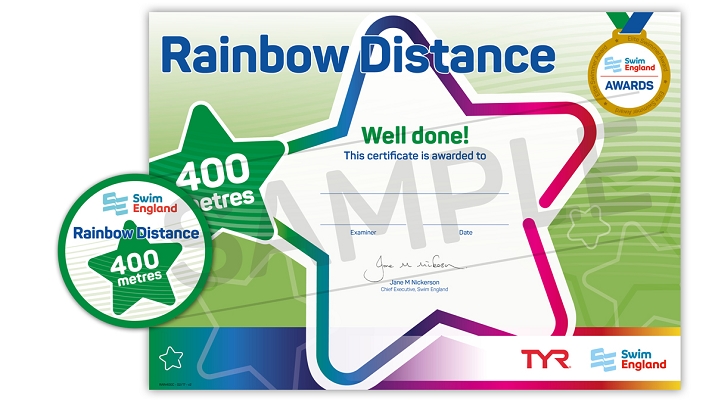 Rainbow Distance
Swim
England
AWARDS
Well done!
This certificate is awarded to
400
metres
Swim
England
Rainbow Distance
400
metres
Examiner
Date
SAMPLE
Jane M Nickerson
Jane M Nickerson
Chief Executive, Swim England
TYR
Swim
England